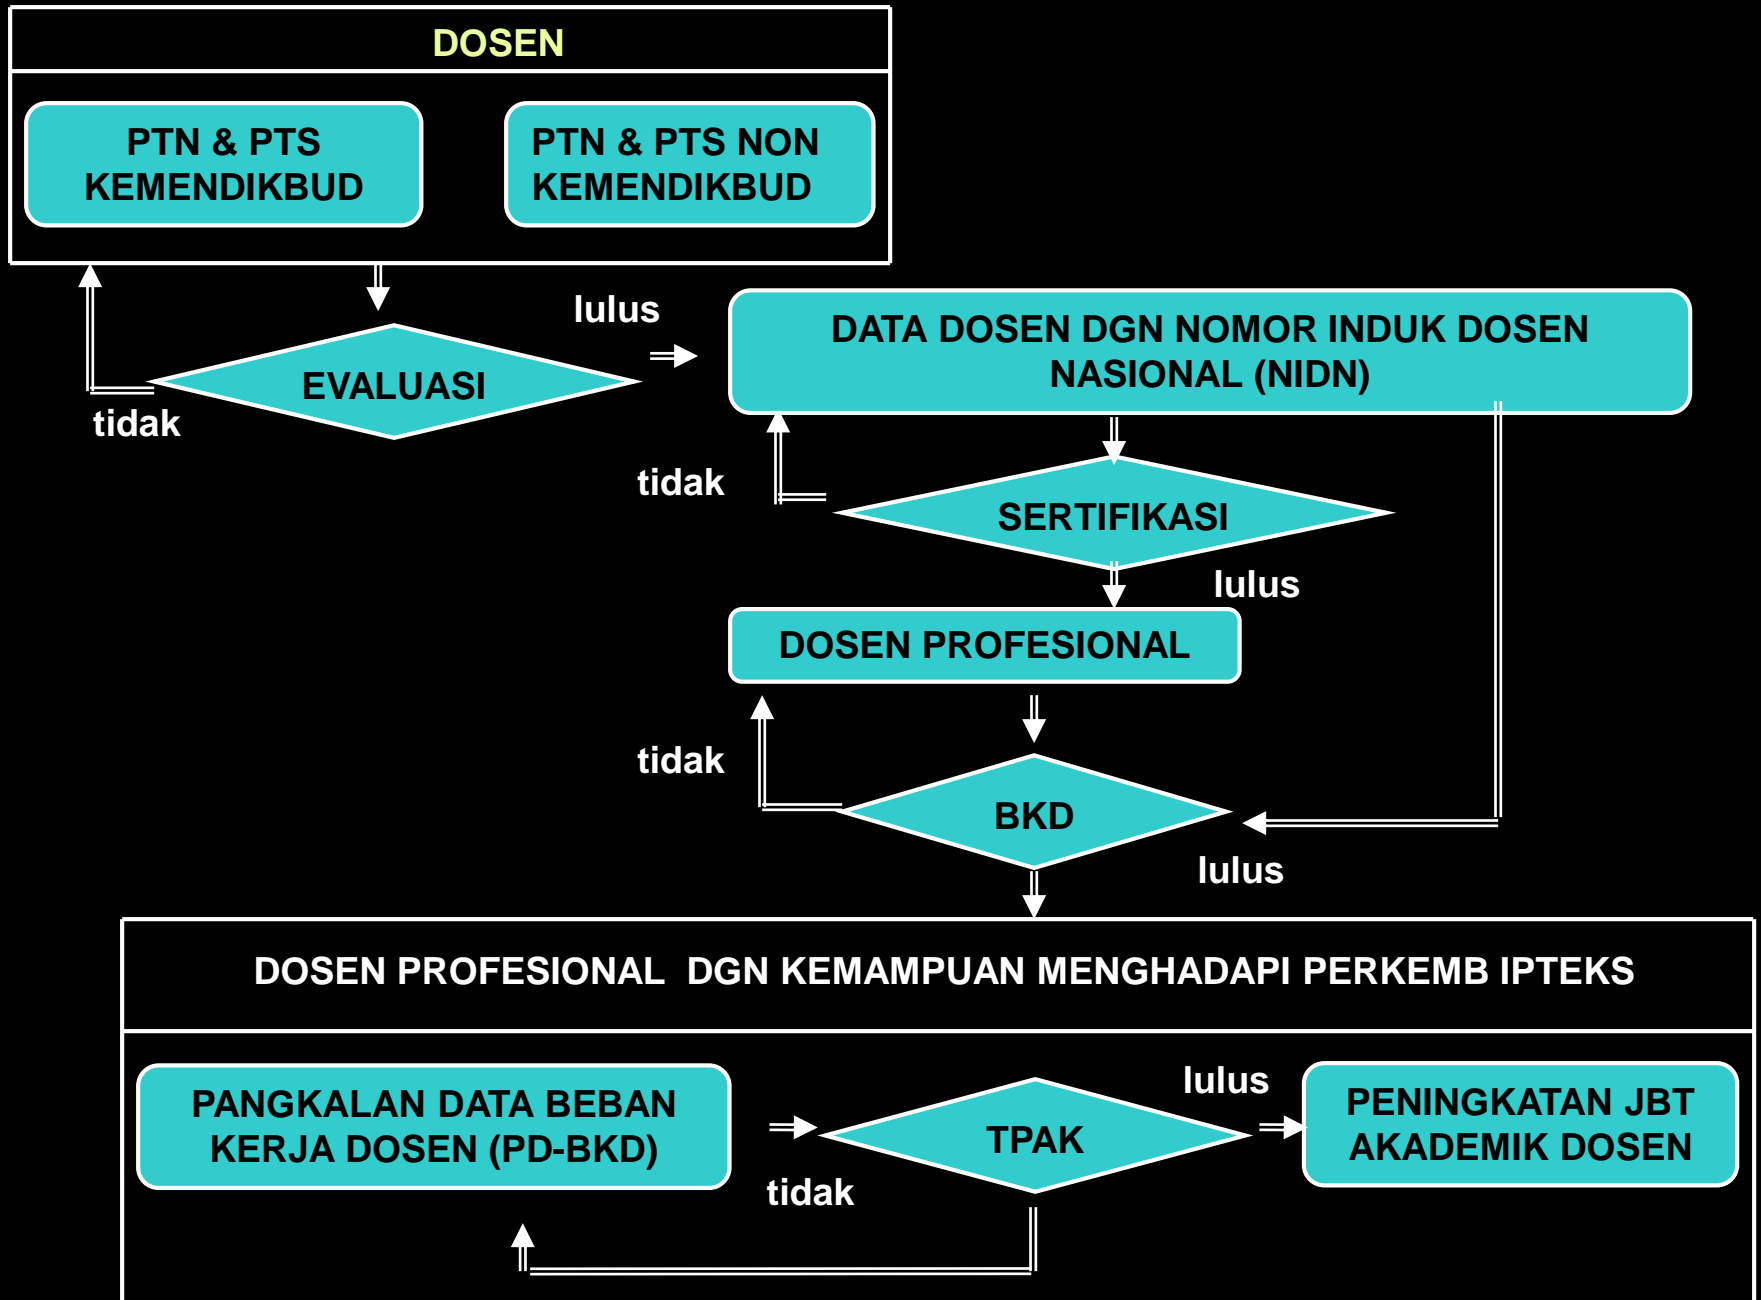 DOSEN
PTN & PTS
KEMENDIKBUD
PTN & PTS NON
KEMENDIKBUD
lulus
DATA DOSEN DGN NOMOR INDUK DOSEN
NASIONAL (NIDN)
EVALUASI
tidak
tidak
SERTIFIKASI
lulus
DOSEN PROFESIONAL
tidak
BKD
lulus
DOSEN PROFESIONAL  DGN KEMAMPUAN MENGHADAPI PERKEMB IPTEKS
PANGKALAN DATA BEBAN
KERJA DOSEN (PD-BKD)
tidak
TPAK
lulus
PENINGKATAN JBT
AKADEMIK DOSEN